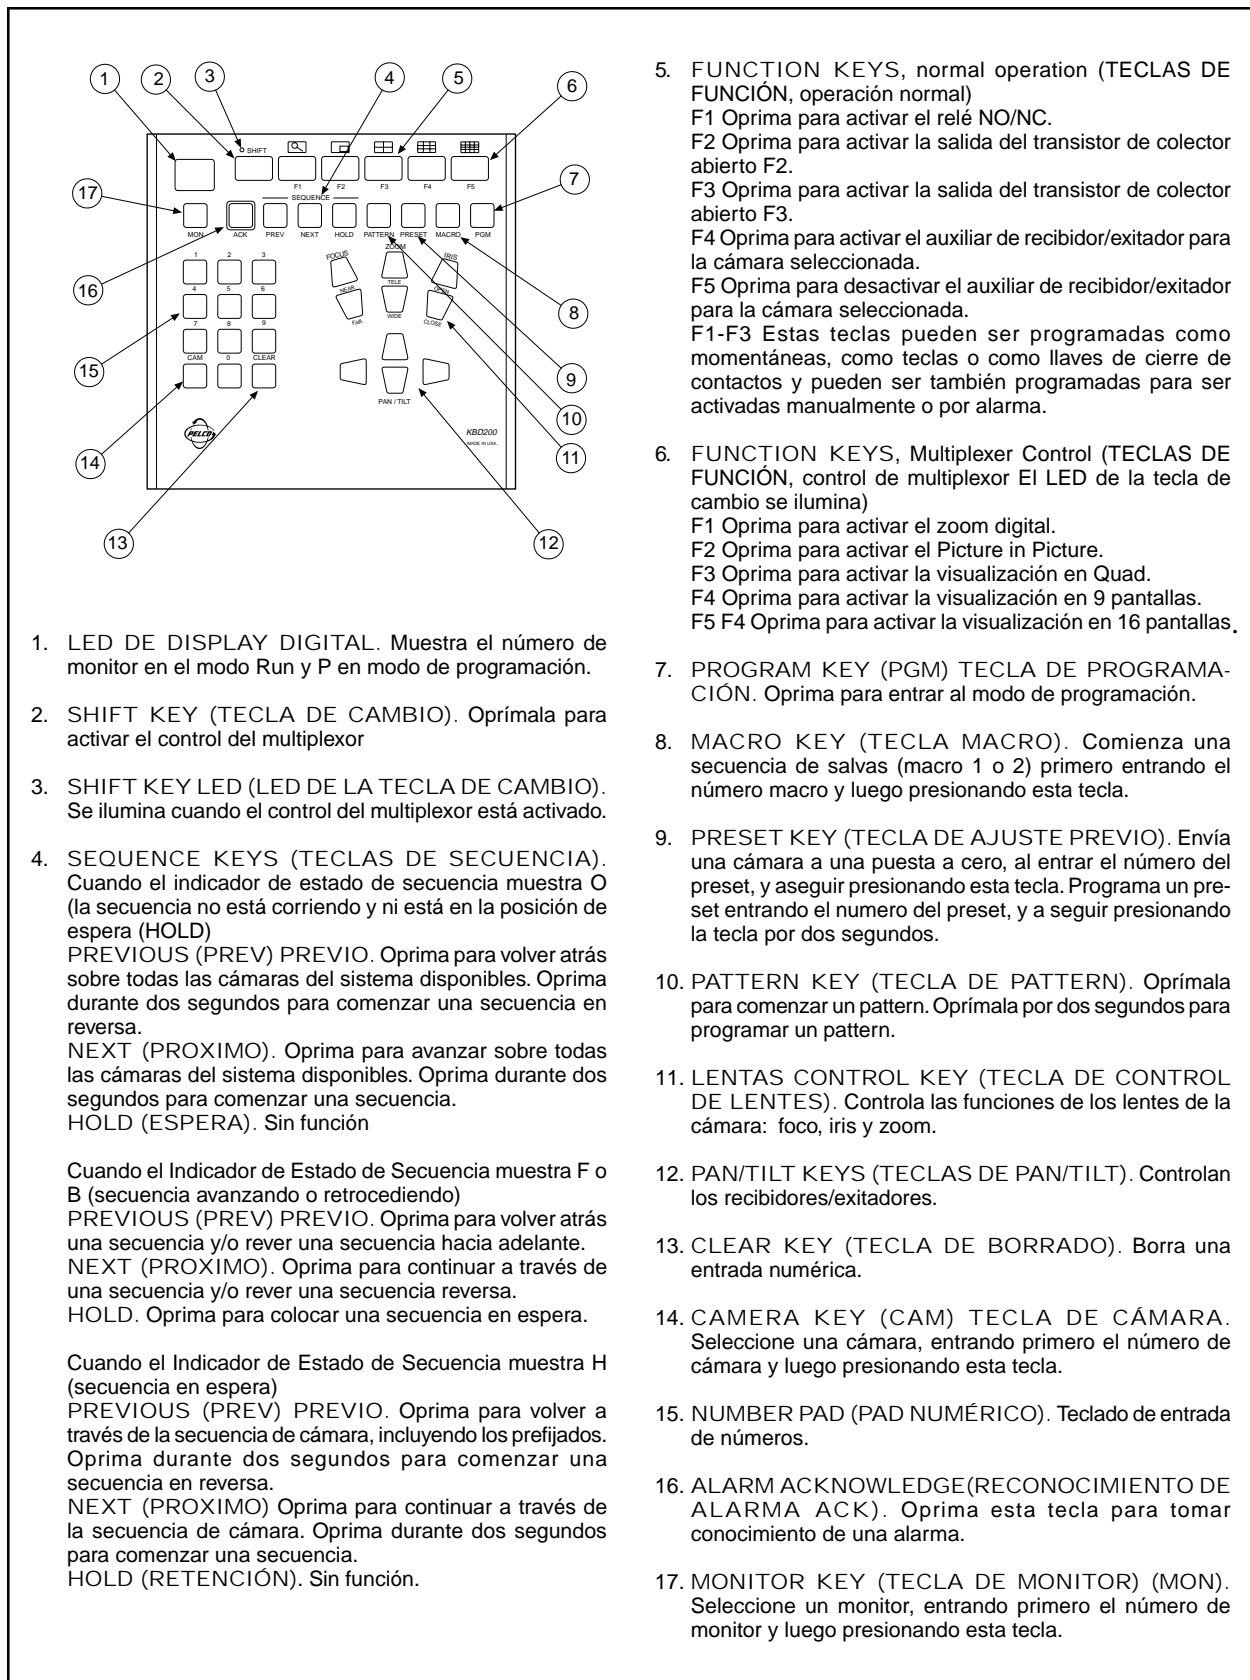 1
2
3
4
5
6
SHIFT
F1
F2
F3
F4
F5
SEQUENCE
7
17
MON
ACK
PREV
NEXT
HOLD
PATTERN
PRESET
MACRO
PGM
16
1
2
3
FOCUS
ZOOM
IRIS
4
5
6
NEAR
TELE
OPEN
8
7
8
9
FAR
WIDE
CLOSE
15
CAM
0
CLEAR
9
PAN / TILT
10
PELCO
KBD200
MADE IN USA.
14
11
13
12
1. LED DE DISPLAY DIGITAL. Muestra el número de
monitor en el modo Run y P en modo de programación.
2. SHIFT KEY (TECLA DE CAMBIO). Oprímala para
activar el control del multiplexor
3. SHIFT KEY LED (LED DE LA TECLA DE CAMBIO).
Se ilumina cuando el control del multiplexor está activado.
4. SEQUENCE KEYS (TECLAS DE SECUENCIA).
Cuando el indicador de estado de secuencia muestra O
(la secuencia no está corriendo y ni está en la posición de
espera (HOLD)
PREVIOUS (PREV) PREVIO. Oprima para volver atrás
sobre todas las cámaras del sistema disponibles. Oprima
durante dos segundos para comenzar una secuencia en
reversa.
NEXT (PROXIMO). Oprima para avanzar sobre todas
las cámaras del sistema disponibles. Oprima durante dos
segundos para comenzar una secuencia.
HOLD (ESPERA). Sin función
Cuando el Indicador de Estado de Secuencia muestra F o
B (secuencia avanzando o retrocediendo)
PREVIOUS (PREV) PREVIO. Oprima para volver atrás
una secuencia y/o rever una secuencia hacia adelante.
NEXT (PROXIMO). Oprima para continuar a través de
una secuencia y/o rever una secuencia reversa.
HOLD. Oprima para colocar una secuencia en espera.
Cuando el Indicador de Estado de Secuencia muestra H
(secuencia en espera)
PREVIOUS (PREV) PREVIO. Oprima para volver a
través de la secuencia de cámara, incluyendo los prefijados.
Oprima durante dos segundos para comenzar una
secuencia en reversa.
NEXT (PROXIMO) Oprima para continuar a través de
la secuencia de cámara. Oprima durante dos segundos
para comenzar una secuencia.
HOLD (RETENCIÓN). Sin función.
5. FUNCTION KEYS, normal operation (TECLAS DE
FUNCIÓN, operación normal)
F1 Oprima para activar el relé NO/NC.
F2 Oprima para activar la salida del transistor de colector
abierto F2.
F3 Oprima para activar la salida del transistor de colector
abierto F3.
F4 Oprima para activar el auxiliar de recibidor/exitador para
la cámara seleccionada.
F5 Oprima para desactivar el auxiliar de recibidor/exitador
para la cámara seleccionada.
F1-F3 Estas teclas pueden ser programadas como
momentáneas, como teclas o como llaves de cierre de
contactos y pueden ser también programadas para ser
activadas manualmente o por alarma.
6. FUNCTION KEYS, Multiplexer Control (TECLAS DE
FUNCIÓN, control de multiplexor El LED de la tecla de
cambio se ilumina)
F1 Oprima para activar el zoom digital.
F2 Oprima para activar el Picture in Picture.
F3 Oprima para activar la visualización en Quad.
F4 Oprima para activar la visualización en 9 pantallas.
F5 F4 Oprima para activar la visualización en 16 pantallas.
7. PROGRAM KEY (PGM) TECLA DE PROGRAMA-
CIÓN. Oprima para entrar al modo de programación.
8. MACRO KEY (TECLA MACRO). Comienza una
secuencia de salvas (macro 1 o 2) primero entrando el
número macro y luego presionando esta tecla.
9. PRESET KEY (TECLA DE AJUSTE PREVIO). Envía
una cámara a una puesta a cero, al entrar el número del
preset, y aseguir presionando esta tecla. Programa un pre-
set entrando el numero del preset, y a seguir presionando
la tecla por dos segundos.
10. PATTERN KEY (TECLA DE PATTERN). Oprímala
para comenzar un pattern. Oprímala por dos segundos para
programar un pattern.
11. LENTAS CONTROL KEY (TECLA DE CONTROL
DE LENTES). Controla las funciones de los lentes de la
cámara: foco, iris y zoom.
12. PAN/TILT KEYS (TECLAS DE PAN/TILT). Controlan
los recibidores/exitadores.
13. CLEAR KEY (TECLA DE BORRADO). Borra una
entrada numérica.
14. CAMERA KEY (CAM) TECLA DE CÁMARA.
Seleccione una cámara, entrando primero el número de
cámara y luego presionando esta tecla.
15. NUMBER PAD (PAD NUMÉRICO). Teclado de entrada
de números.
16. ALARM ACKNOWLEDGE(RECONOCIMIENTO DE
ALARMA ACK). Oprima esta tecla para tomar
conocimiento de una alarma.
17. MONITOR KEY (TECLA DE MONITOR) (MON).
Seleccione un monitor, entrando primero el número de
monitor y luego presionando esta tecla.